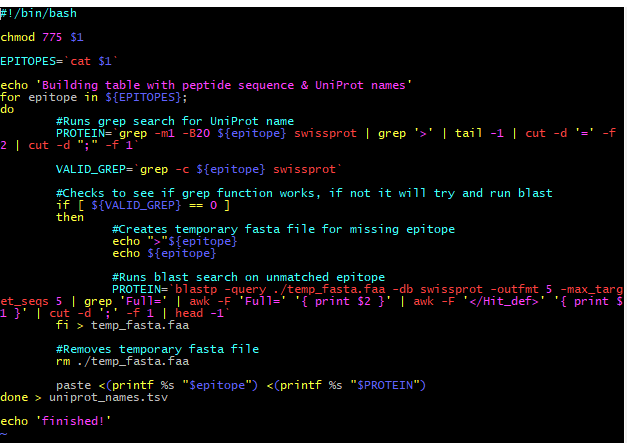 #!/bin/bash
chmod 775 $1
EPITOPES=`cat $1`
echo 'Building table with peptide sequence & UniProt names'
for epitope in ${EPITOPES};
do
#Runs grep search for UniProt name
PROTEIN=`grep -m1 -B20 ${epitope} swissprot | grep '>' | tail -1 | cut -d '=' -f
2 | cut -d ";" -f 1`
VALID_GREP=`grep -c ${epitope} swissprot`
#Checks to see if grep function works, if not it will try and run blast
if [ ${VALID_GREP} == 0 ]
then
#Creates temporary fasta file for missing epitope
echo ">"${epitope}
echo ${epitope}
#Runs blast search on unmatched epitope
PROTEIN=`blastp -query ./temp_fasta.faa -db swissprot -outfmt 5 -max_targ
et_seqs 5 | grep 'Full=' | awk -F 'Full=' '{ print $2 }' | awk -F '</Hit_def>' '{ print $
1 }' | cut -d ';' -f 1 | head -1`
fi > temp_fasta.faa
#Removes temporary fasta file
rm ./temp_fasta.faa
paste <(printf %s "$epitope") <(printf %s "$PROTEIN")
done > uniprot_names.tsv
echo 'finished!'
~